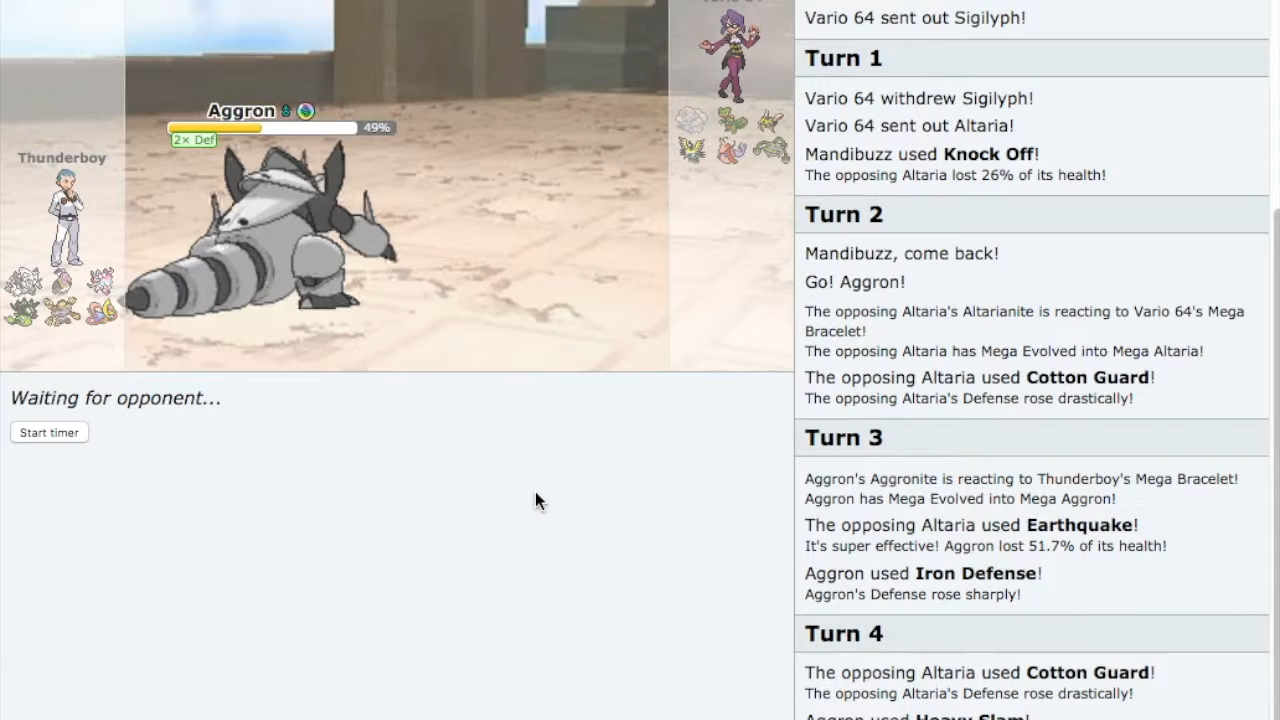 Aggron
49%
2× Def
Thunderboy
Waiting for opponent...
Start timer
Vario 64 sent out Sigilyph!
Turn 1
Vario 64 withdrew Sigilyph!
Vario 64 sent out Altaria!
Mandibuzz used Knock Off!
The opposing Altaria lost 26% of its health!
Turn 2
Mandibuzz, come back!
Go! Aggron!
The opposing Altaria's Altarianite is reacting to Vario 64's Mega
Bracelet!
The opposing Altaria has Mega Evolved into Mega Altaria!
The opposing Altaria used Cotton Guard!
The opposing Altaria's Defense rose drastically!
Turn 3
Aggron's Aggronite is reacting to Thunderboy's Mega Bracelet!
Aggron has Mega Evolved into Mega Aggron!
The opposing Altaria used Earthquake!
It's super effective! Aggron lost 51.7% of its health!
Aggron used Iron Defense!
Aggron's Defense rose sharply!
Turn 4
The opposing Altaria used Cotton Guard!
The opposing Altaria's Defense rose drastically!
Aggron used Heavy Slam!